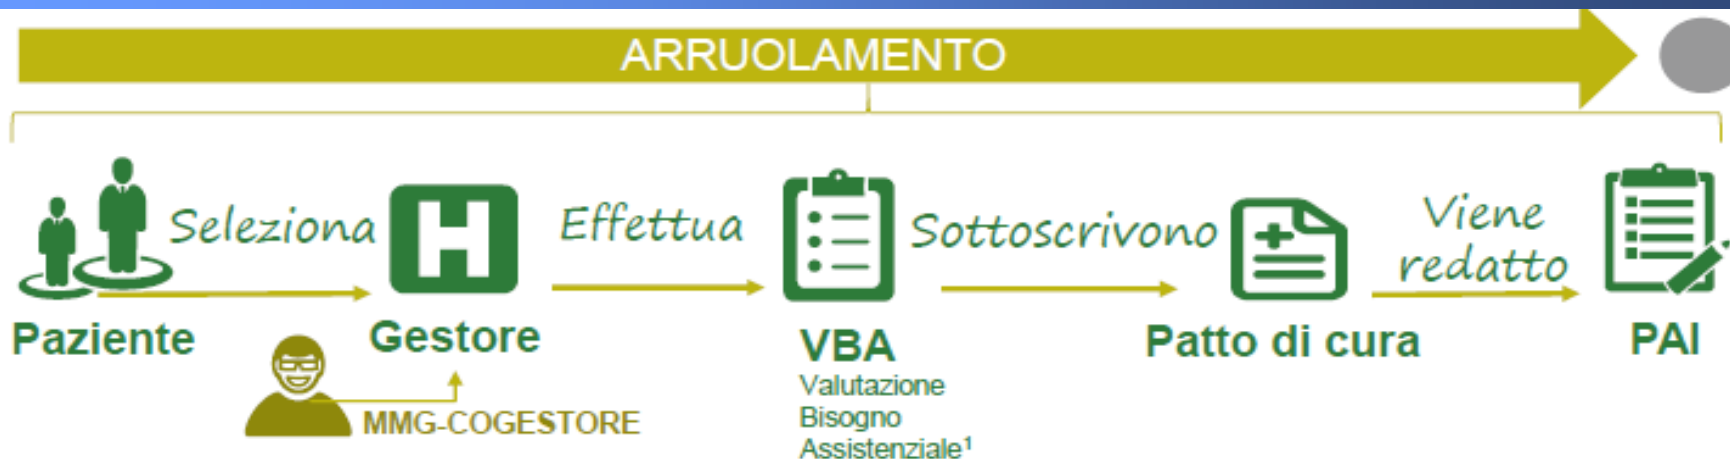 ARRUOLAMENTO
Seleziona
Effettua
Sottoscrivono
Viene
redatto
Paziente
Gestore
VBA
Valutazione
Bisogno
Assistenziale¹
Patto di cura
PAI
MMG-COGESTORE